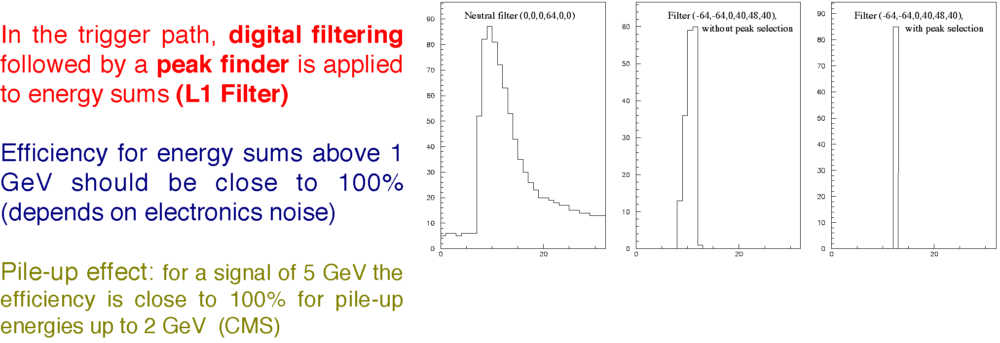 In the trigger path, digital filtering
followed by a peak finder is applied
to energy sums (L1 Filter)
Efficiency for energy sums above 1
GeV should be close to 100%
(depends on electronics noise)
Pile-up effect: for a signal of 5 GeV the
efficiency is close to 100% for pile-up
energies up to 2 GeV (CMS)
Neutral filter (0,0,0,64,0,0)
90
80
70
60
50
40
30
20
10
0
0
20
Filter (-64,-64,0,40,48,40),
without peak selection
60
50
40
30
20
10
0
0
20
Filter (-64,-64,0,40,48,40),
with peak selection
90
80
70
60
50
40
30
20
10
0
0
20